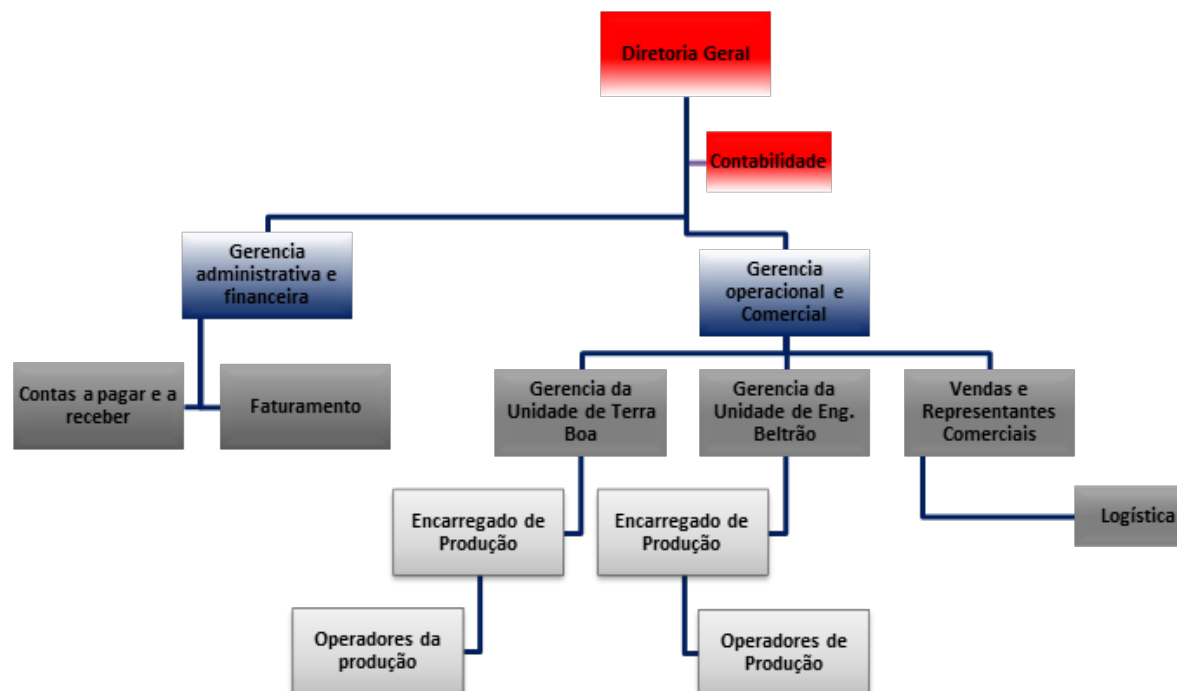 Diretoria Geral
Contabilidade
Gerencia
administrativa e
financeira
Gerencia
operacional e
Comercial
Contas a pagar e a
receber
Faturamento
Gerencia da
Unidade de Terra
Boa
Gerencia da
Unidade de Eng.
Beltrão
Vendas e
Representantes
Comerciais
Encarregado de
Produção
Encarregado de
Produção
Logística
Operadores da
produção
Operadores de
Produção